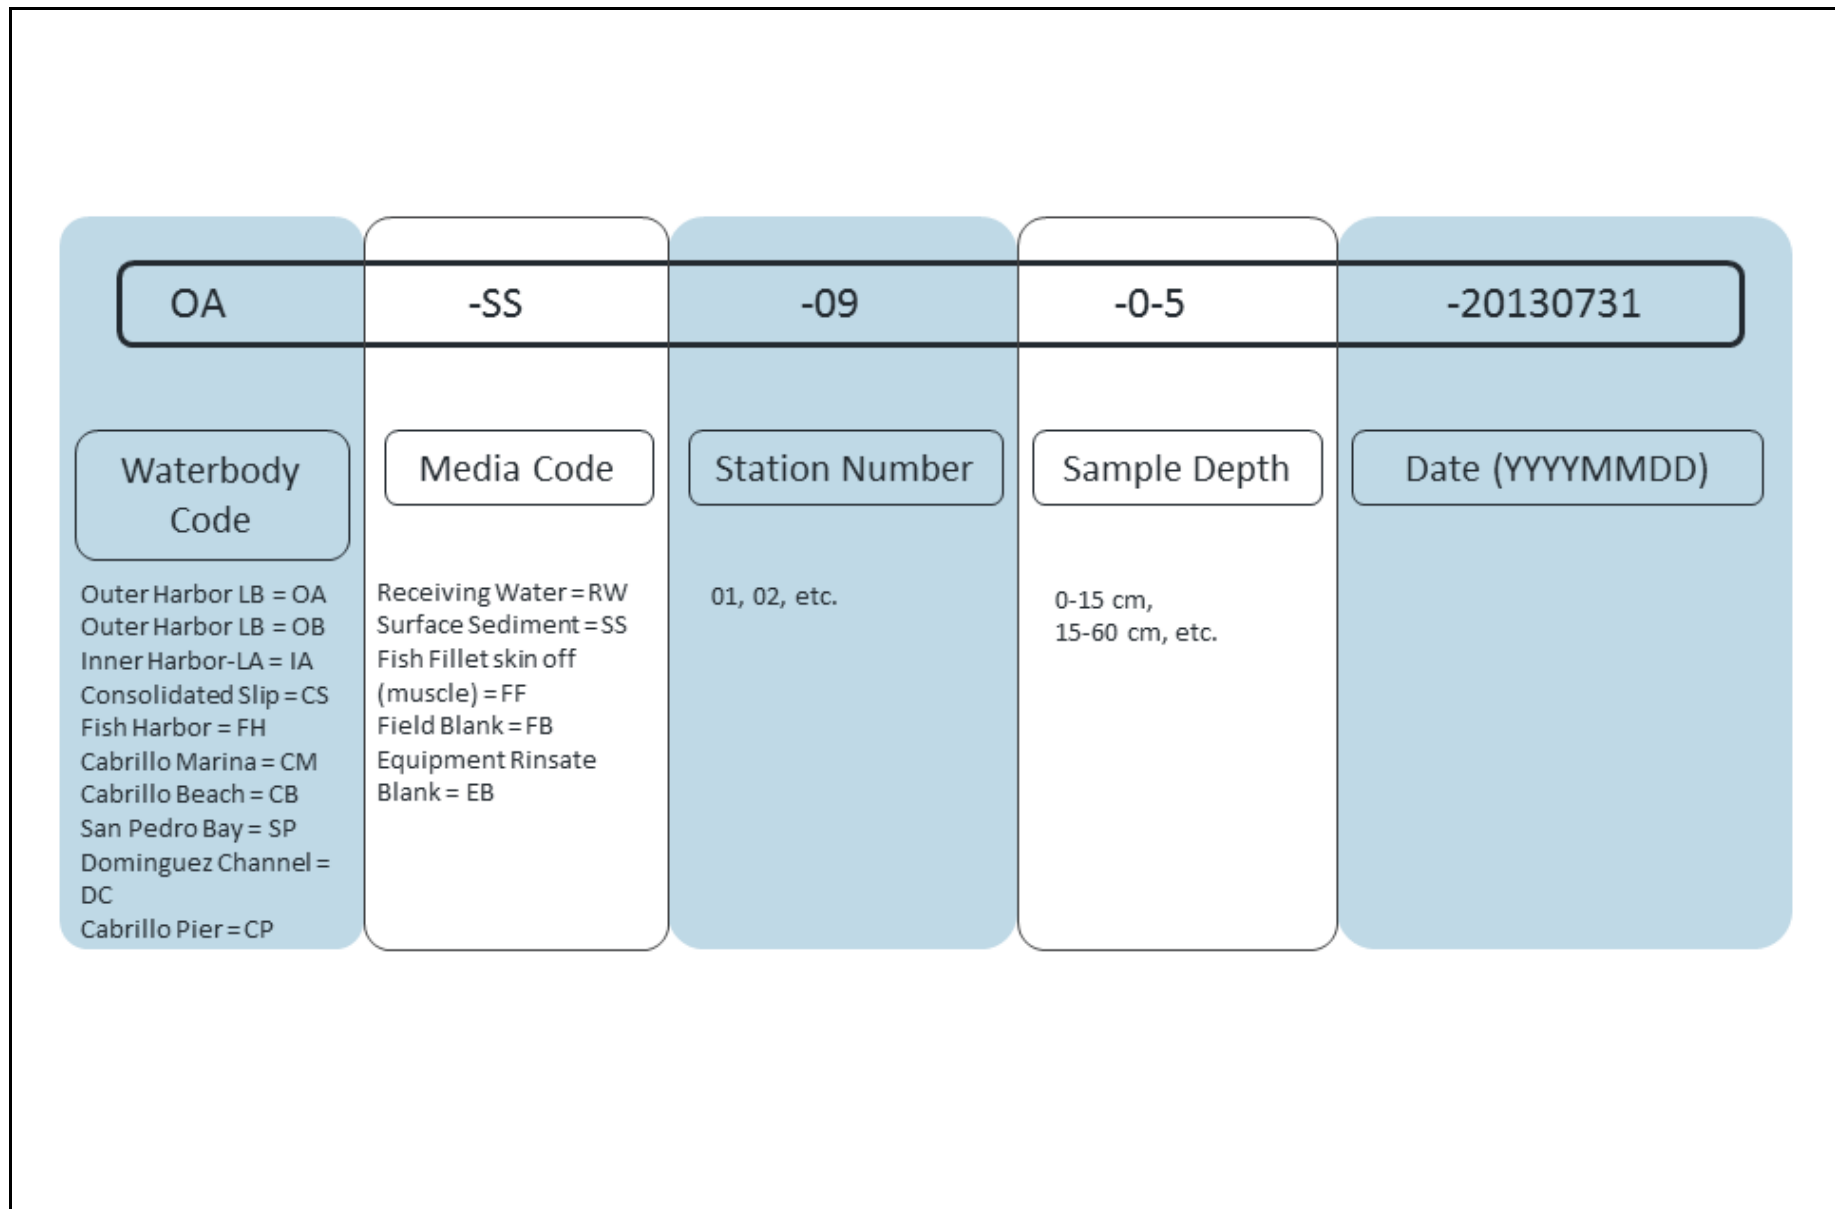 OA -SS -09 -0-5 -20130731
Waterbody
Code
Media Code
Station Number
Sample Depth
Date (YYYYMMDD)
Outer Harbor LB = OA
Outer Harbor LB = OB
Inner Harbor-LA = IA
Consolidated Slip = CS
Fish Harbor = FH
Cabrillo Marina = CM
Cabrillo Beach = CB
San Pedro Bay = SP
Dominguez Channel =
DC
Cabrillo Pier = CP
Receiving Water = RW
Surface Sediment = SS
Fish Fillet skin off
(muscle) = FF
Field Blank = FB
Equipment Rinsate
Blank = EB
01, 02, etc.
0-15 cm,
15-60 cm, etc.